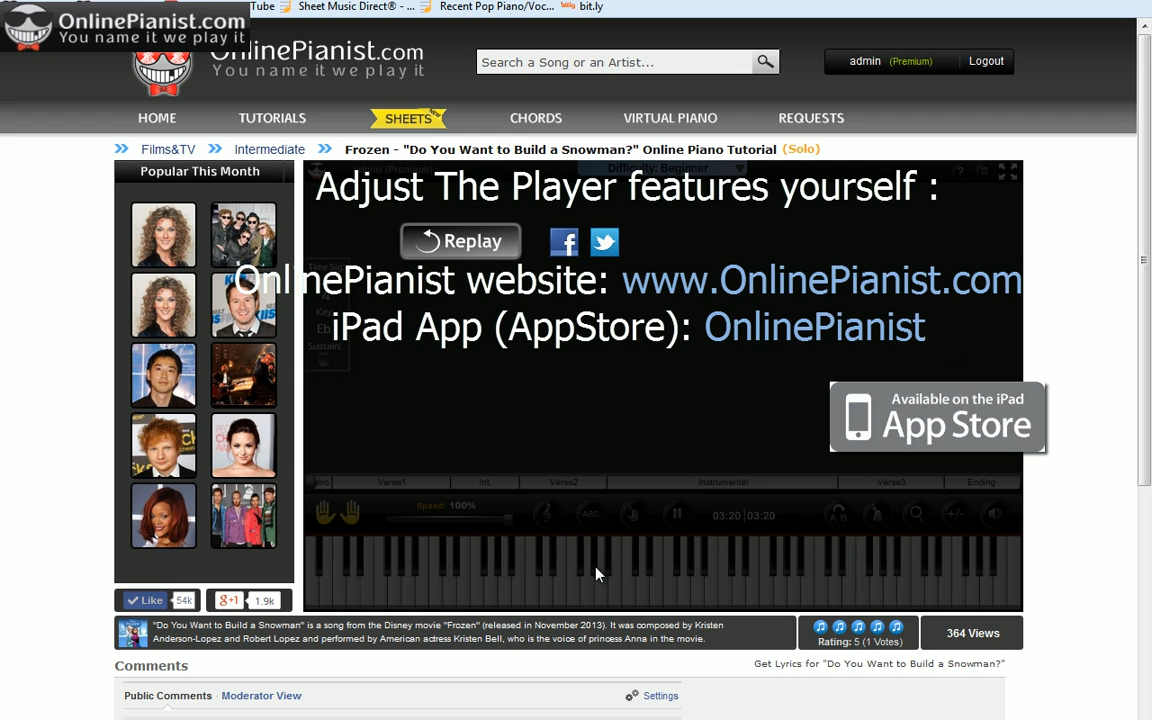 Tube Sheet Music Direct® - ... Recent Pop Piano/Voc... bit.ly
OnlinePianist.com
You name it we play it
OnlinePianist.com
You name it we play it
Search a Song or an Artist...
admin (Premium) Logout
HOME TUTORIALS SHEETS new CHORDS VIRTUAL PIANO REQUESTS
Films&TV Intermediate Frozen - "Do You Want to Build a Snowman?" Online Piano Tutorial (Solo)
Popular This Month
Difficulty: Beginner
Adjust The Player features yourself :
Replay
OnlinePianist website: www.OnlinePianist.com
iPad App (AppStore): OnlinePianist
Eb
Sustain
Available on the iPad
App Store
Intro Verse1 Int. Verse2 Instrumental Verse3 Ending
Speed: 100% ABC 03:20 03:20 A B +/-
Like 54k g+1 1.9k
"Do You Want to Build a Snowman" is a song from the Disney movie "Frozen" (released in November 2013). It was composed by Kristen
Anderson-Lopez and Robert Lopez and performed by American actress Kristen Bell, who is the voice of princess Anna in the movie.
Rating: 5 (1 Votes)
364 Views
Comments
Get Lyrics for "Do You Want to Build a Snowman?"
Public Comments · Moderator View Settings